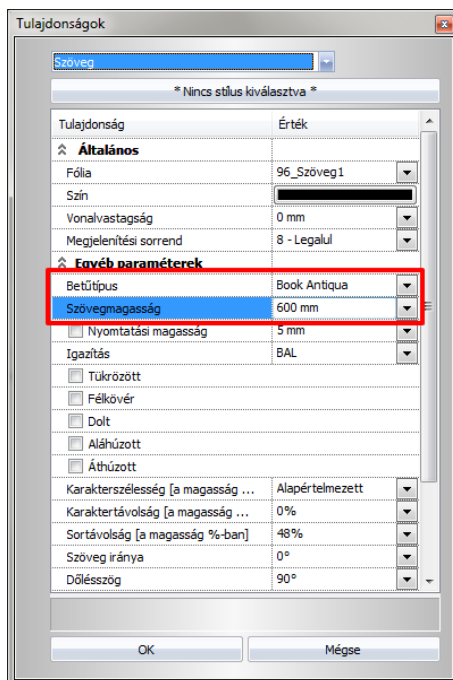 Tulajdonságok
Szöveg
* Nincs stílus kiválasztva *
Tulajdonság Érték
Általános
Fólia 96_Szöveg1
Szín
Vonalvastagság 0 mm
Megjelenítési sorrend 8 - Legalul
Egyéb paraméterek
Betűtípus Book Antiqua
Szövegmagasság 600 mm
Nyomtatási magasság 5 mm
Igazítás BAL
Tükrözött
Félkövér
Dolt
Aláhúzott
Áthúzott
Karakterszélesség [a magasság ... Alapértelmezett
Karaktertávolság [a magasság ... 0%
Sortávolság [a magasság %-ban] 48%
Szöveg iránya 0°
Dőlésszög 90°
OK Mégse